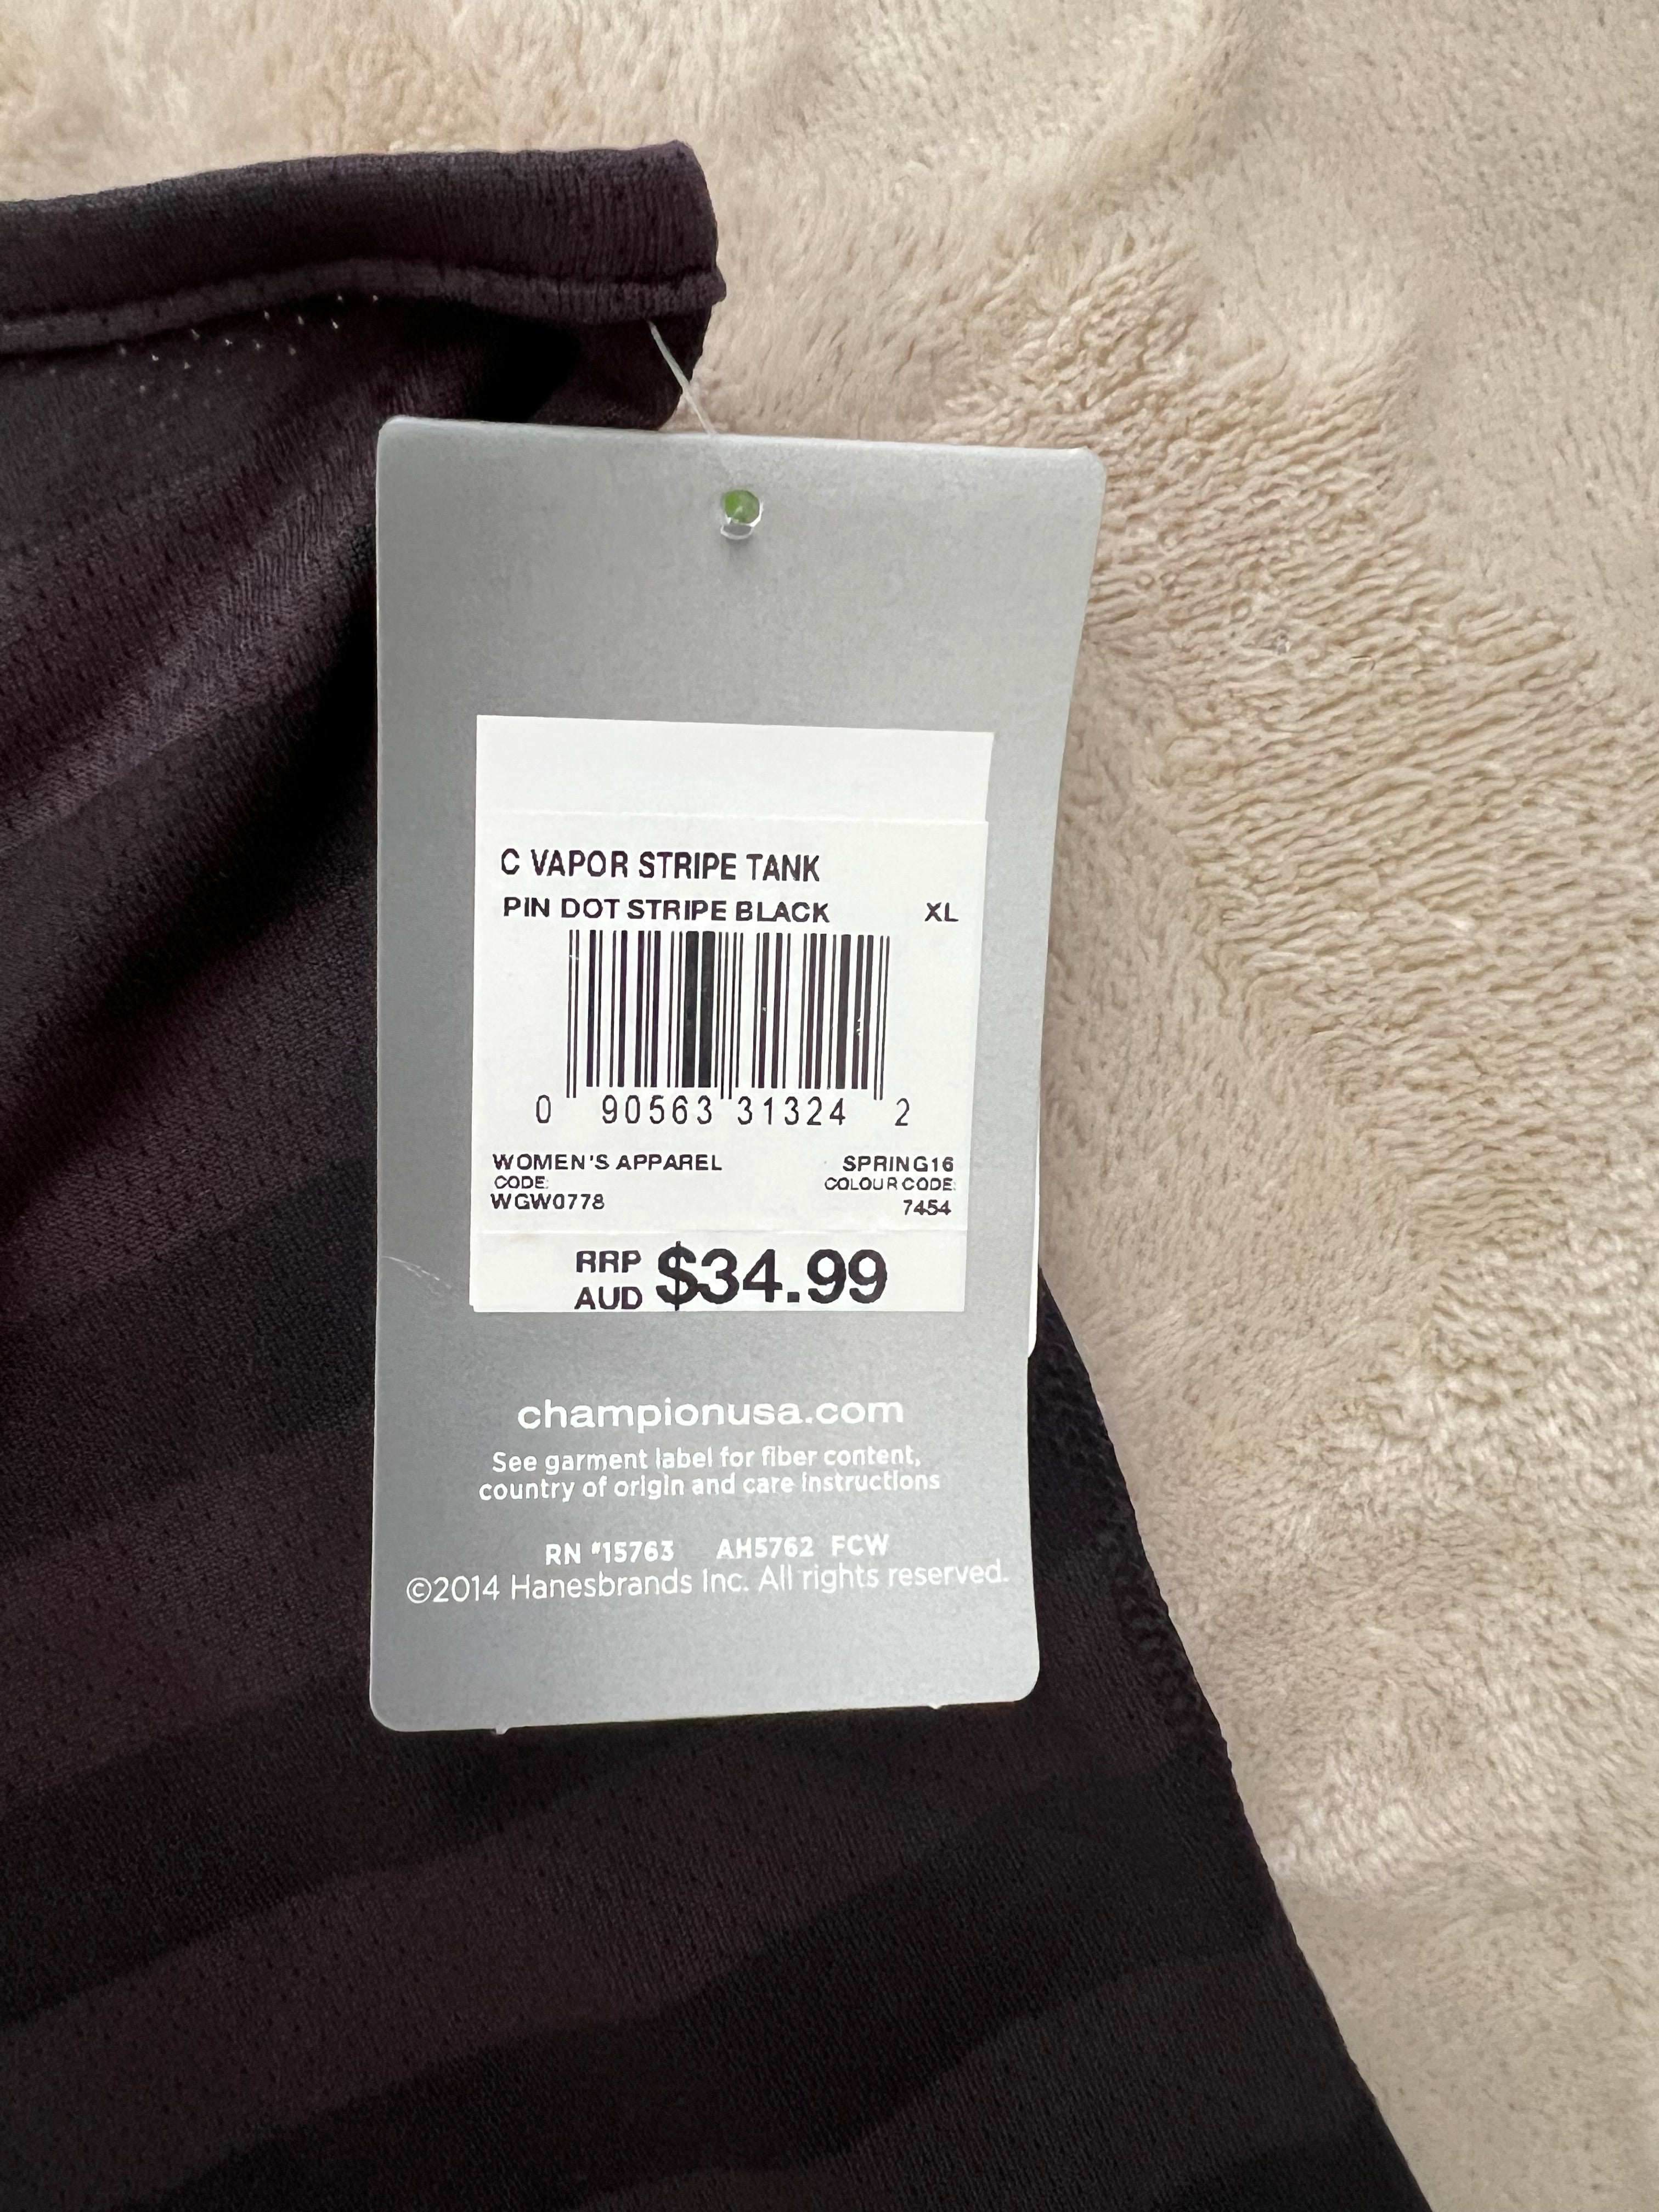 C VAPOR STRIPE TANK
PIN DOT STRIPE BLACK XL
0 90563 31324 2
WOMEN'S APPAREL SPRING16
CODE: COLOUR CODE:
WGW0778 7454
RRP
AUD $34.99
championusa.com
See garment label for fiber content,
country of origin and care instructions
RN #15763 AH5762 FCW
©2014 Hanesbrands Inc. All rights reserved.